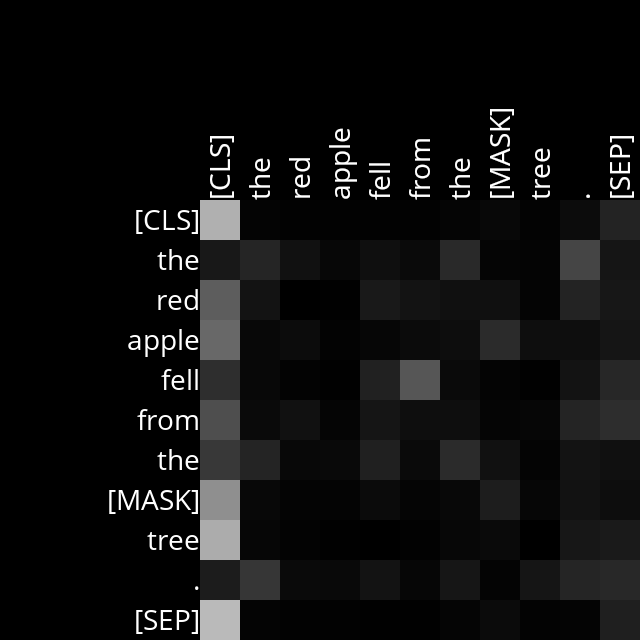 [CLS] the red apple fell from the [MASK] tree . [SEP]
[CLS]
the
red
apple
fell
from
the
[MASK]
tree
.
[SEP]